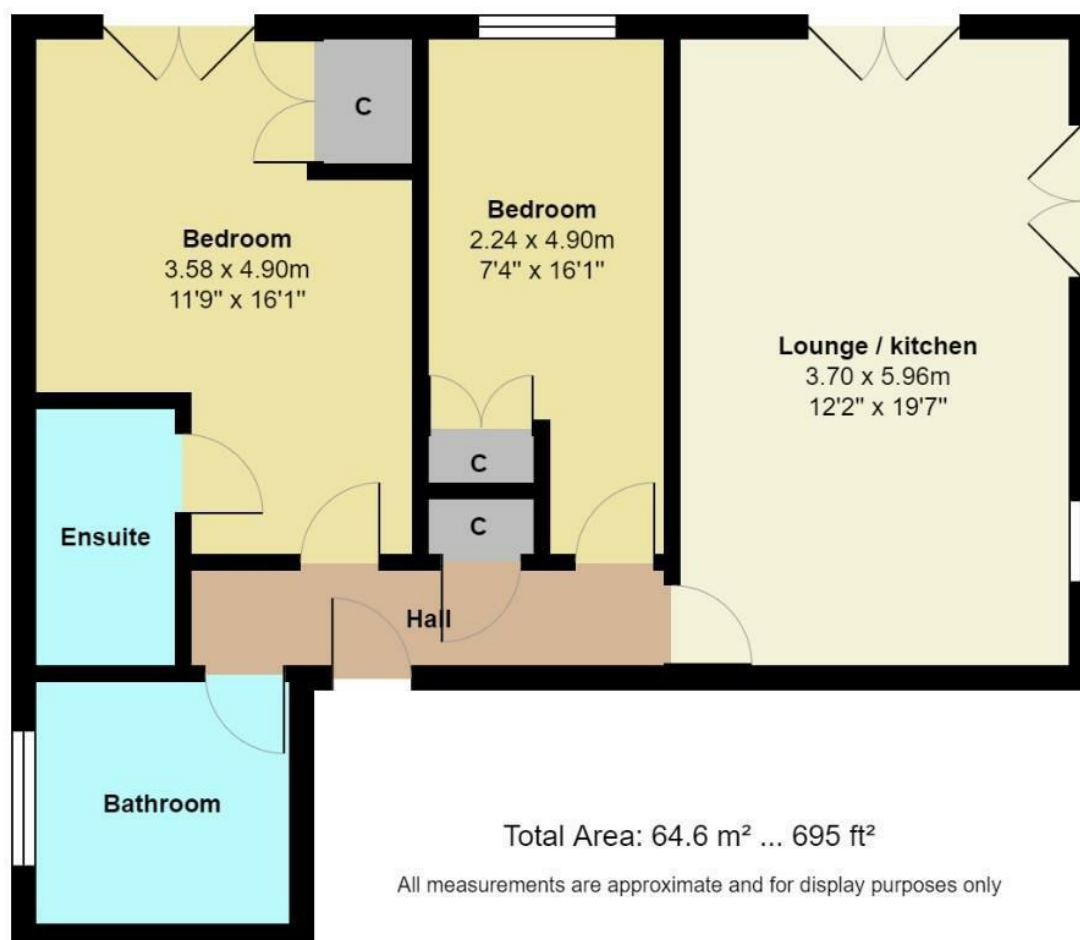 C
Bedroom
3.58 x 4.90m
11'9" x 16'1"
Bedroom
2.24 x 4.90m
7'4" x 16'1"
Lounge / kitchen
3.70 x 5.96m
12'2" x 19'7"
C
C
Ensuite
Hall
Bathroom
Total Area: 64.6 m² ... 695 ft²
All measurements are approximate and for display purposes only